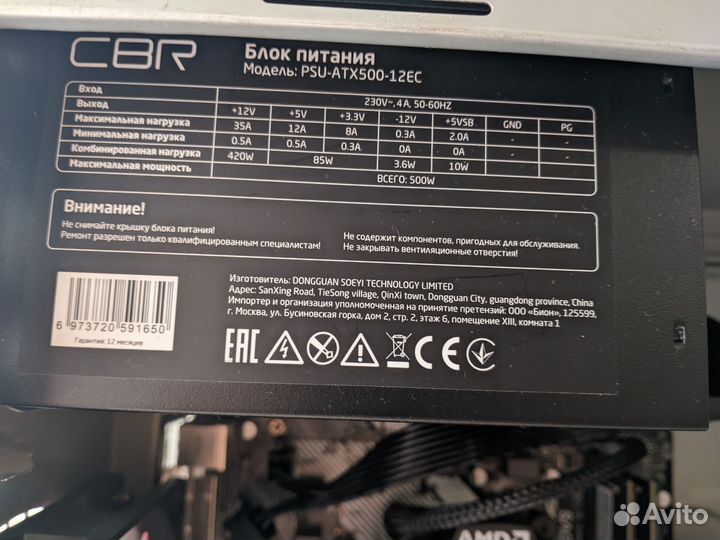 CBR
Блок питания
Модель: PSU-ATX500-12EC
Вход 230V~, 4A, 50-60HZ
Выход +12V +5V +3.3V -12V +5VSB GND PG
Максимальная нагрузка 35A 12A 8A 0.3A 2.0A - -
Минимальная нагрузка 0.5A 0.5A 0.3A 0A 0A - -
Комбинированная нагрузка 420W 85W 3.6W 10W - -
Максимальная мощность ВСЕГО: 500W
Внимание!
Не снимайте крышку блока питания!
Ремонт разрешен только квалифицированным специалистам!
Не содержит компонентов, пригодных для обслуживания.
Не закрывать вентиляционные отверстия!
Изготовитель: DONGGUAN SOEYI TECHNOLOGY LIMITED
Адрес: SanXing Road, TieSong village, QinXi town, Dongguan City, guangdong province, China
Импортер и организация уполномоченная на принятие претензий: ООО «Бион», 125599,
г. Москва, ул. Бусиновская горка, дом 2, стр. 2, этаж 6, помещение XIII, комната 1
6 973720 591650
Гарантия: 12 месяцев
EAC
CE
AMD
Avito